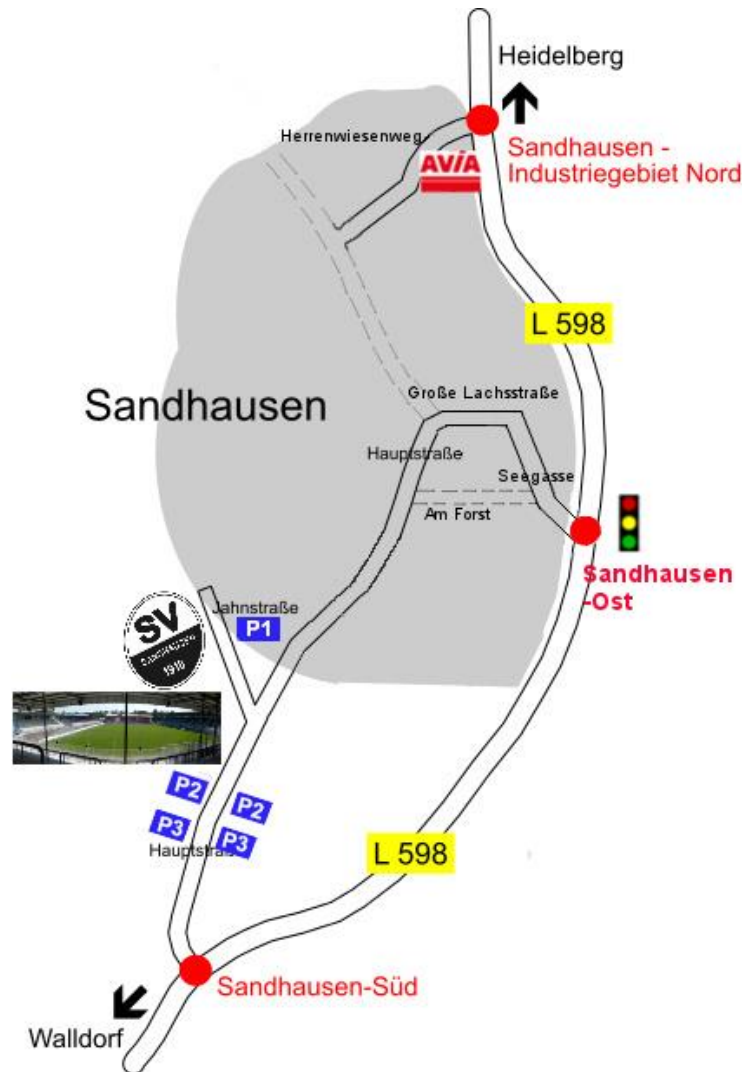 Heidelberg
Herrenwiesenweg
Sandhausen -
Industriegebiet Nord
AVIA
L 598
Sandhausen
Große Lachsstraße
Hauptstraße
Seegasse
Am Forst
Sandhausen
-Ost
Jahnstraße
P1
SV
SANDHAUSEN
1916
P2
P2
P3
P3
Hauptstraße
L 598
Sandhausen-Süd
Walldorf